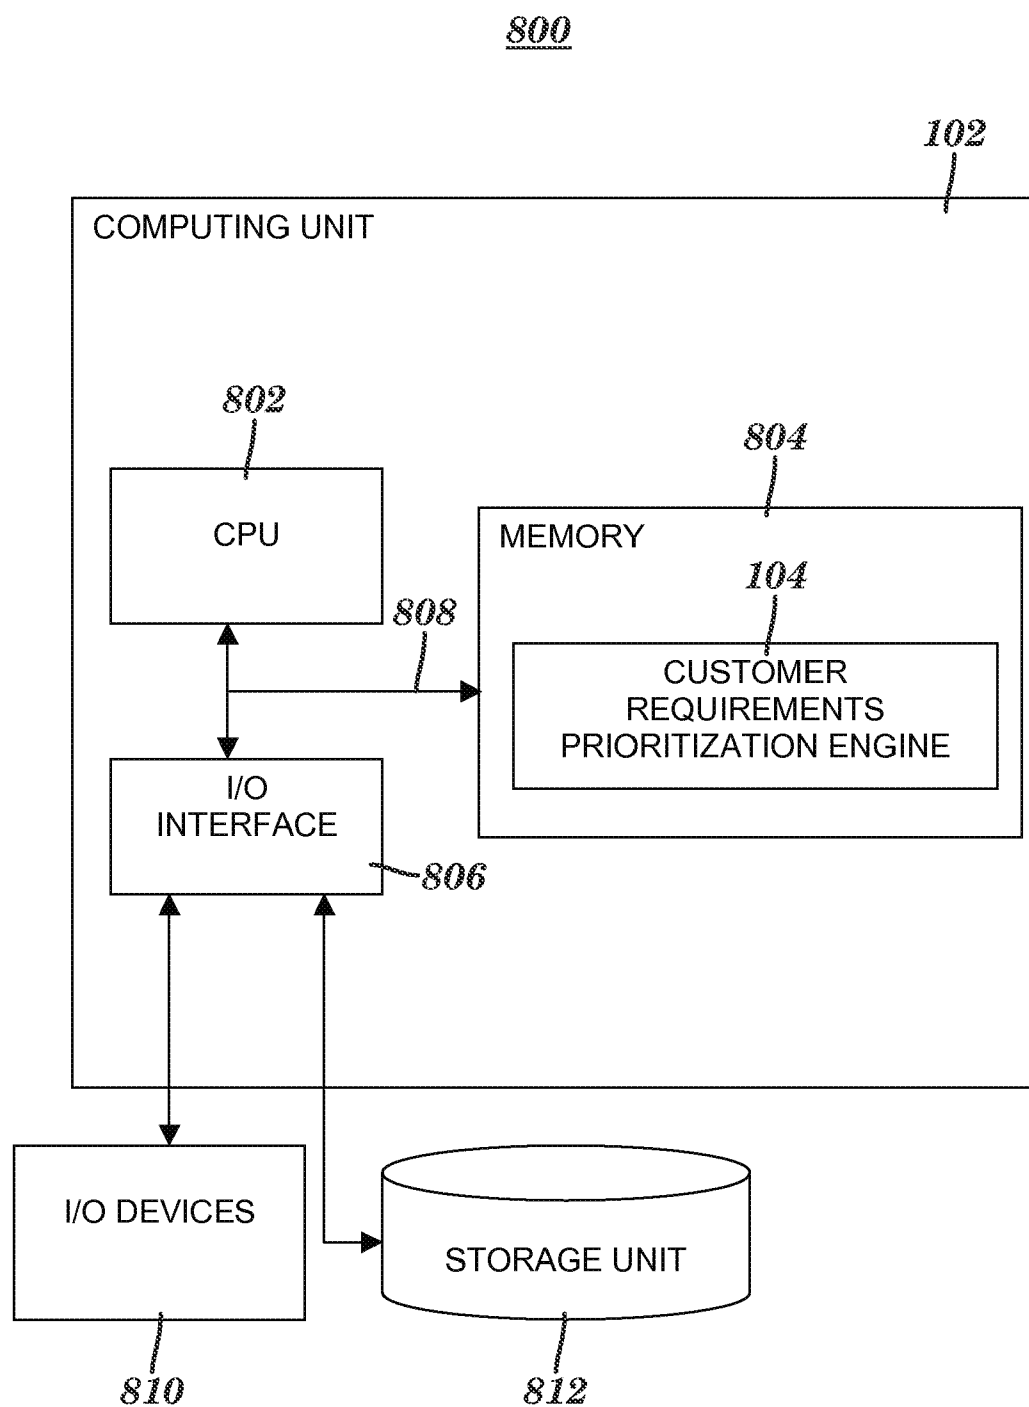 800
102
COMPUTING UNIT
802
CPU
804
MEMORY
104
CUSTOMER
REQUIREMENTS
PRIORITIZATION ENGINE
808
I/O
INTERFACE
806
I/O DEVICES
STORAGE UNIT
810
812